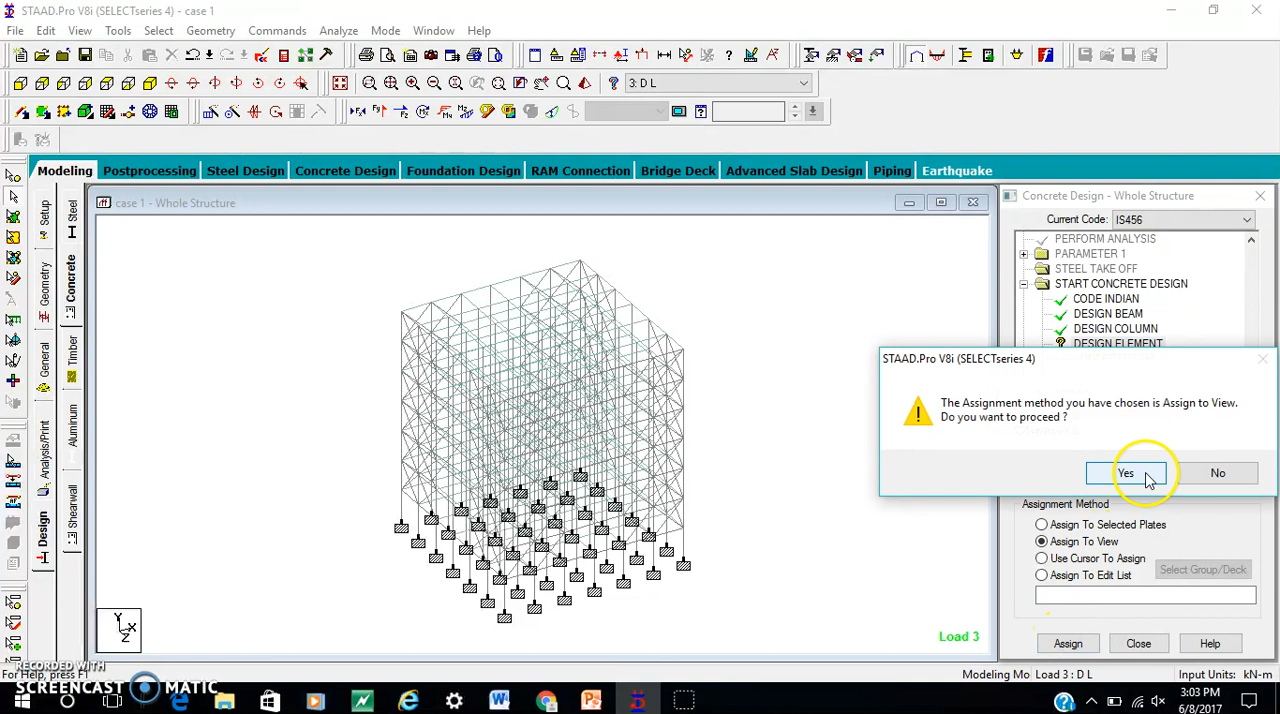 STAAD.Pro V8i (SELECTseries 4) - case 1
File Edit View Tools Select Geometry Commands Analyze Mode Window Help
3: D L
Modeling Postprocessing Steel Design Concrete Design Foundation Design RAM Connection Bridge Deck Advanced Slab Design Piping Earthquake
Setup
Geometry
General
Analysis/Print
Design
Steel
Concrete
Timber
Aluminum
Shearwall
case 1 - Whole Structure
Load 3
Y
X
Z
Concrete Design - Whole Structure
Current Code: IS456
PERFORM ANALYSIS
PARAMETER 1
STEEL TAKE OFF
START CONCRETE DESIGN
CODE INDIAN
DESIGN BEAM
DESIGN COLUMN
DESIGN ELEMENT
STAAD.Pro V8i (SELECTseries 4)
The Assignment method you have chosen is Assign to View.
Do you want to proceed ?
Yes No
Assignment Method
Assign To Selected Plates
Assign To View
Use Cursor To Assign
Select Group/Deck
Assign To Edit List
Assign Close Help
For Help, press F1
Modeling Mo Load 3 : D L Input Units: kN-m
RECORDED WITH
SCREENCAST MATIC
3:03 PM
6/8/2017